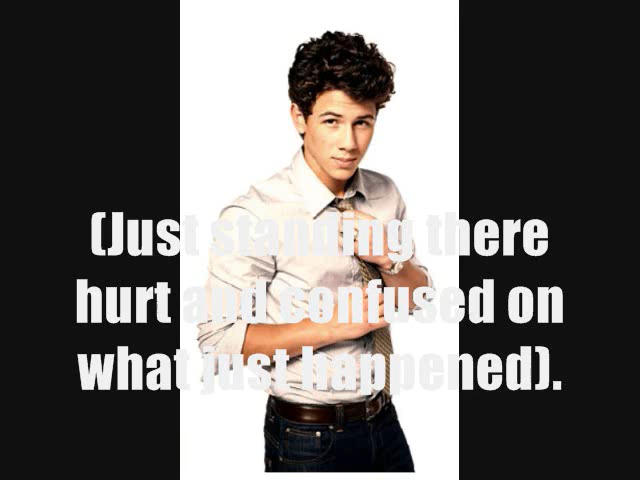 (Just standing there
hurt and confused on
what just happened).